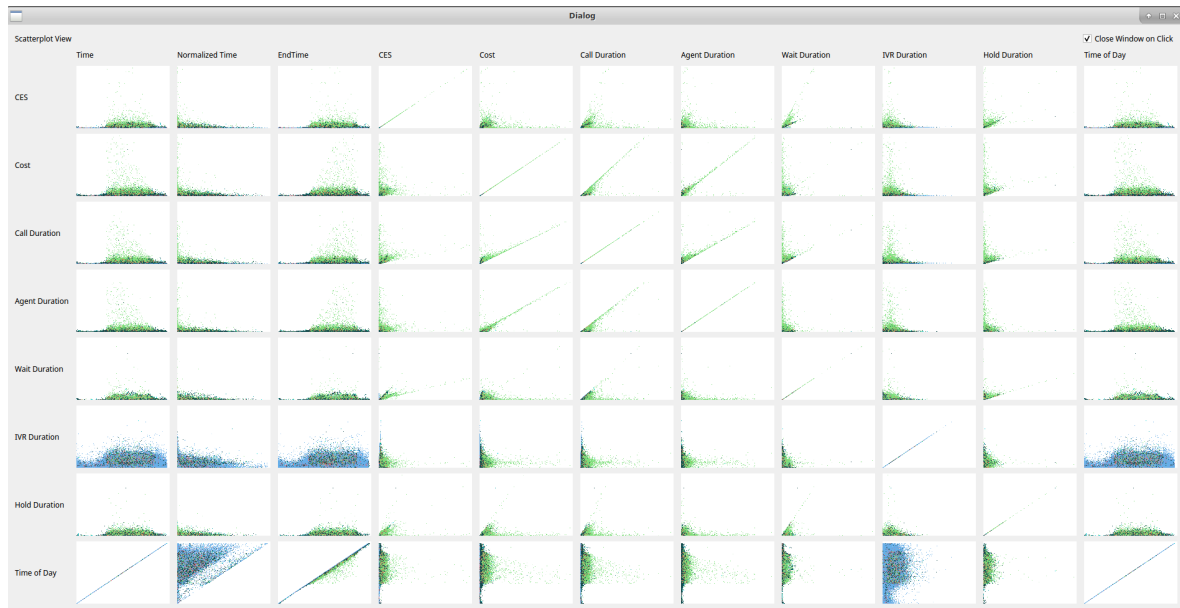 Dialog
Scatterplot View
Close Window on Click
Time Normalized Time EndTime CES Cost Call Duration Agent Duration Wait Duration IVR Duration Hold Duration Time of Day
CES
Cost
Call Duration
Agent Duration
Wait Duration
IVR Duration
Hold Duration
Time of Day